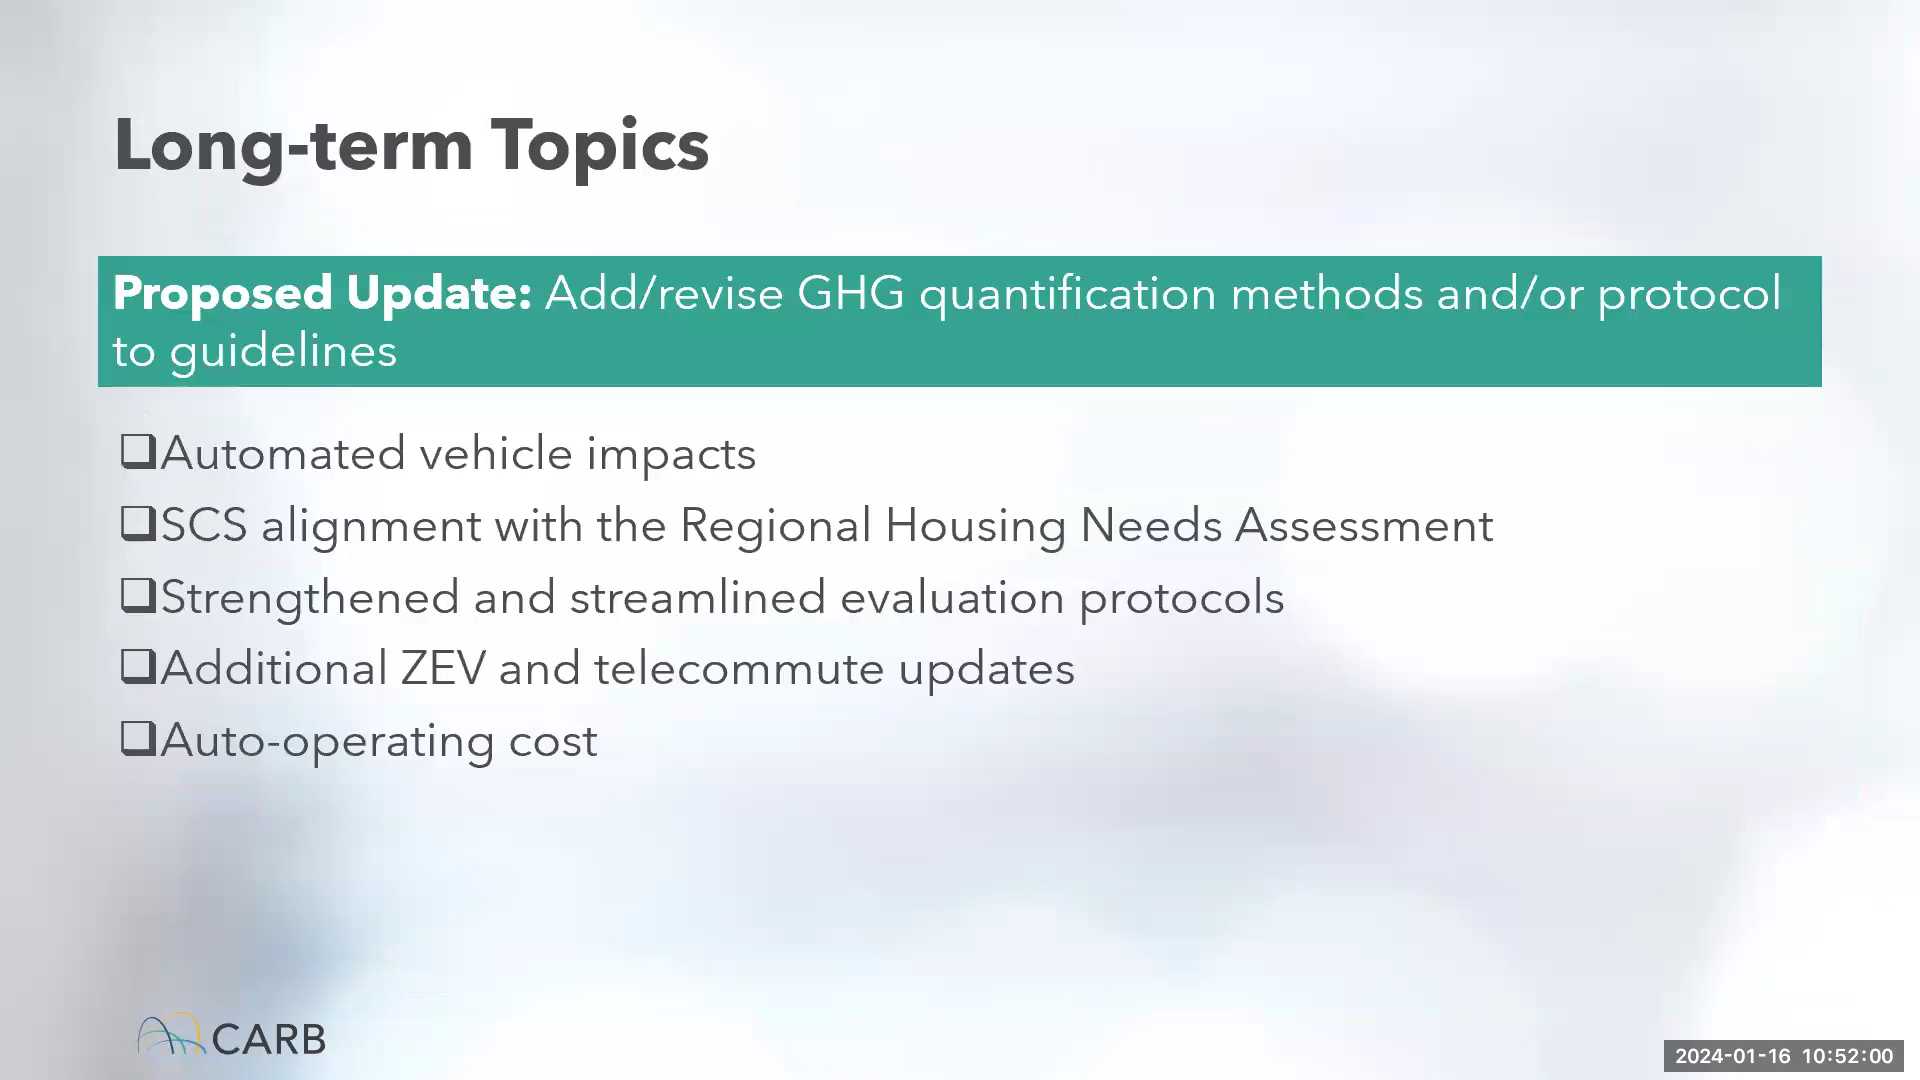 Long-term Topics
Proposed Update: Add/revise GHG quantification methods and/or protocol
to guidelines
❑Automated vehicle impacts
❑SCS alignment with the Regional Housing Needs Assessment
❑Strengthened and streamlined evaluation protocols
❑Additional ZEV and telecommute updates
❑Auto-operating cost
CARB
2024-01-16 10:52:00